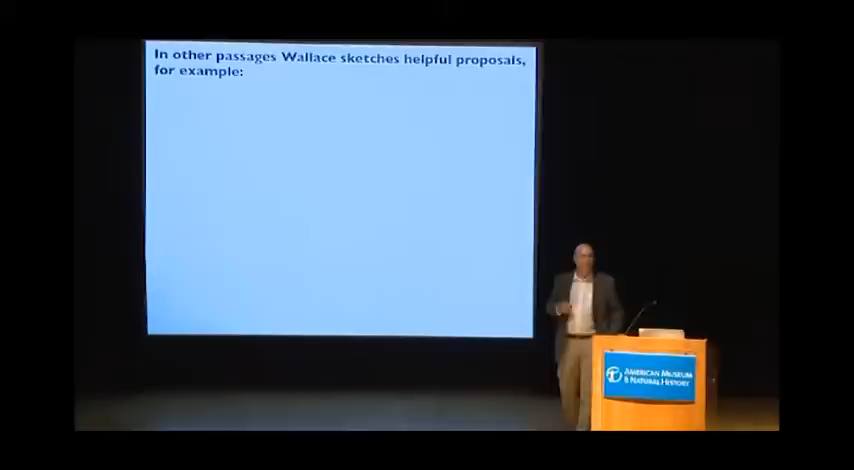 In other passages Wallace sketches helpful proposals,
for example:
AMERICAN MUSEUM
& NATURAL HISTORY